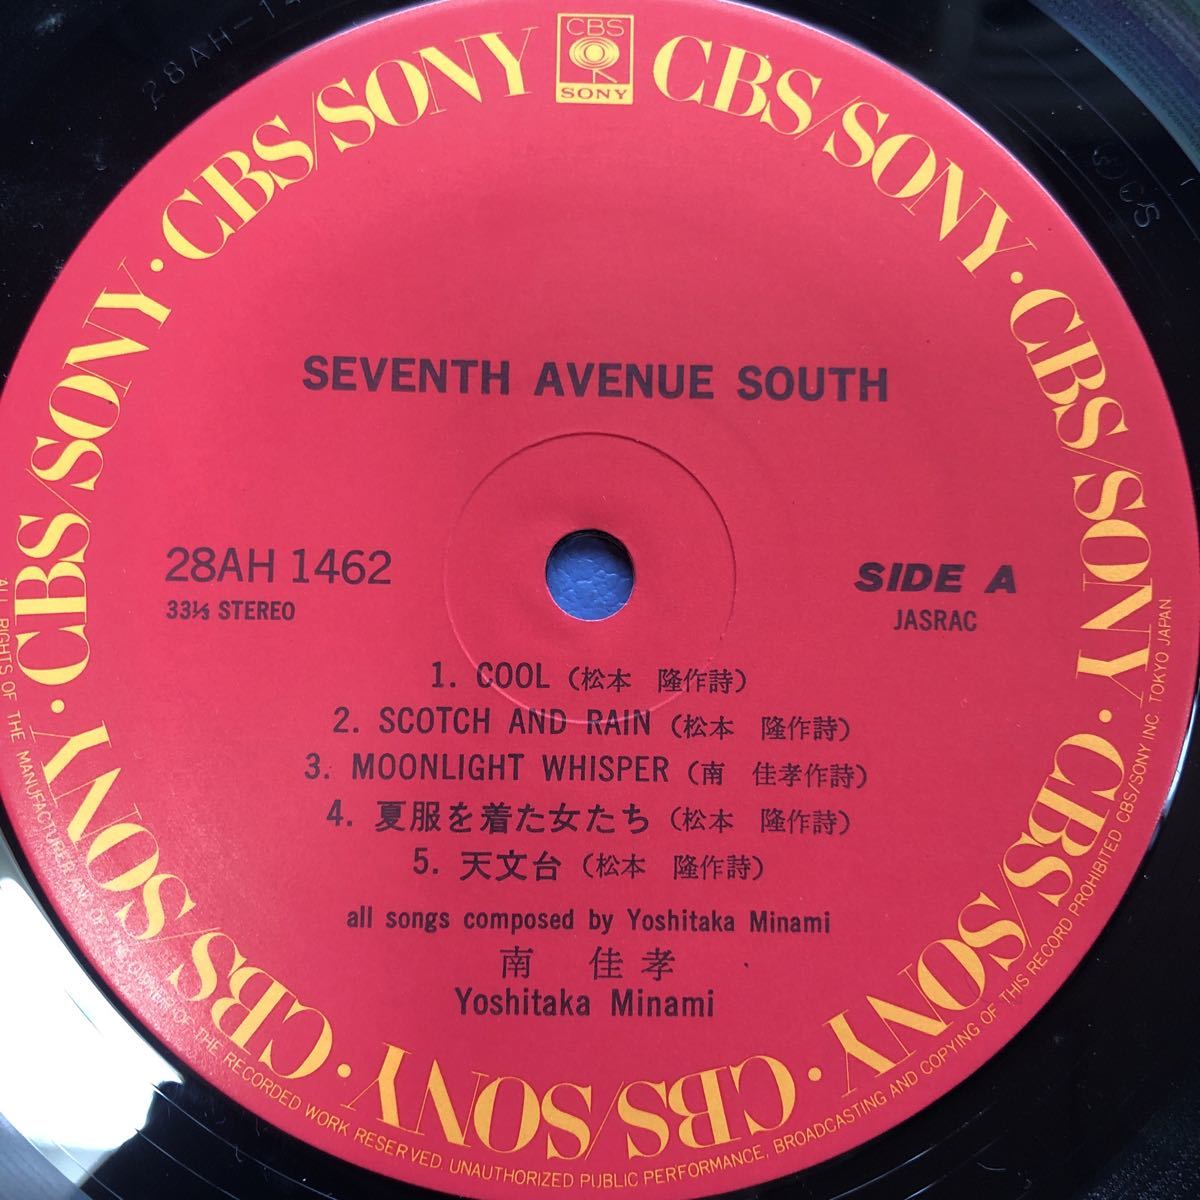 CBS
SONY
CBS/SONY · CBS/SONY · CBS/SONY · CBS/SONY · CBS/SONY · CBS/SONY · CBS/SONY · CBS/SONY · CBS/SONY
SEVENTH AVENUE SOUTH
28AH 1462
33⅓ STEREO
SIDE A
JASRAC
1. COOL (松本 隆作詩)
2. SCOTCH AND RAIN (松本 隆作詩)
3. MOONLIGHT WHISPER (南 佳孝作詩)
4. 夏服を着た女たち (松本 隆作詩)
5. 天文台 (松本 隆作詩)
all songs composed by Yoshitaka Minami
南 佳孝
Yoshitaka Minami
ALL RIGHTS OF THE MANUFACTURER AND OF THE OWNER OF THE RECORDED WORK RESERVED. UNAUTHORIZED PUBLIC PERFORMANCE, BROADCASTING AND COPYING OF THIS RECORD PROHIBITED CBS/SONY INC. TOKYO JAPAN.
28AH-14